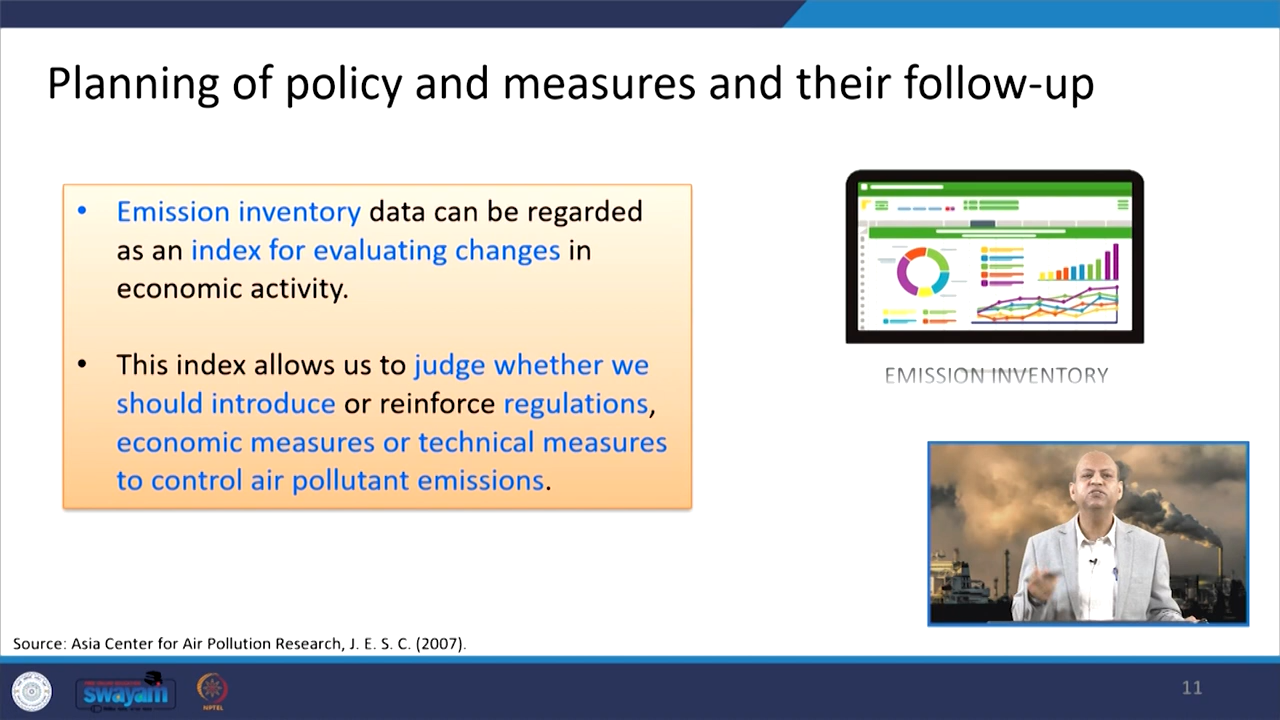 Planning of policy and measures and their follow-up
• Emission inventory data can be regarded
as an index for evaluating changes in
economic activity.
• This index allows us to judge whether we
should introduce or reinforce regulations,
economic measures or technical measures
to control air pollutant emissions.
EMISSION INVENTORY
Source: Asia Center for Air Pollution Research, J. E. S. C. (2007).
swayam
NPTEL
11